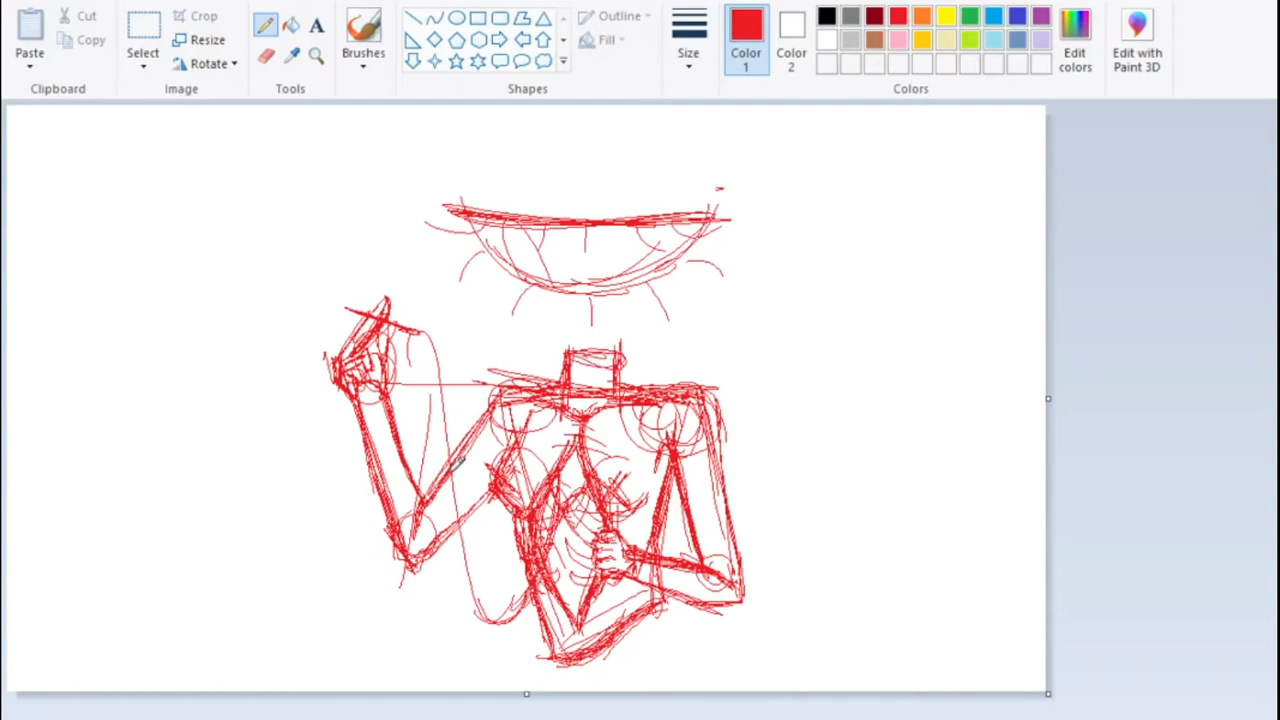 Paste
Cut
Copy
Clipboard
Select
Crop
Resize
Rotate
Image
A
Tools
Brushes
Outline
Fill
Shapes
Size
Color
1
Color
2
Edit
colors
Colors
Edit with
Paint 3D